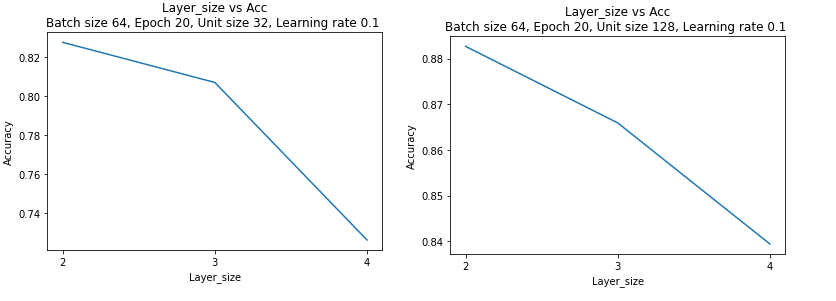 Layer_size vs Acc
Batch size 64, Epoch 20, Unit size 32, Learning rate 0.1
0.82
0.80
0.78
0.76
0.74
Accuracy
2 3 4
Layer_size
Layer_size vs Acc
Batch size 64, Epoch 20, Unit size 128, Learning rate 0.1
0.88
0.87
0.86
0.85
0.84
Accuracy
2 3 4
Layer_size